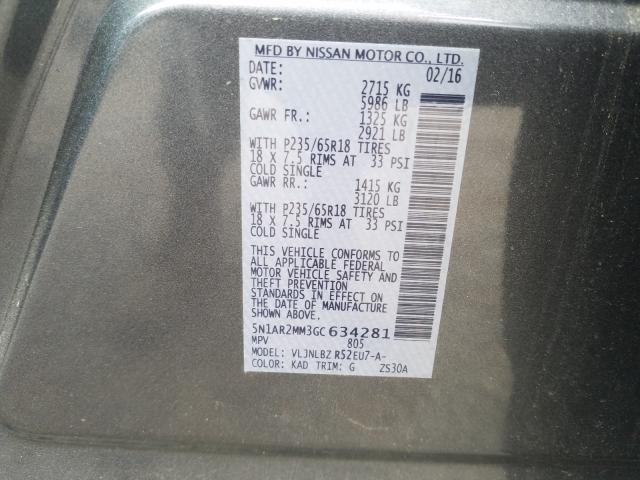 MFD BY NISSAN MOTOR CO., LTD.
DATE: 02/16
GVWR: 2715 KG
5986 LB
GAWR FR.: 1325 KG
2921 LB
WITH P235/65R18 TIRES
18 X 7.5 RIMS AT 33 PSI
COLD SINGLE
GAWR RR.: 1415 KG
3120 LB
WITH P235/65R18 TIRES
18 X 7.5 RIMS AT 33 PSI
COLD SINGLE
THIS VEHICLE CONFORMS TO
ALL APPLICABLE FEDERAL
MOTOR VEHICLE SAFETY AND
THEFT PREVENTION
STANDARDS IN EFFECT ON
THE DATE OF MANUFACTURE
SHOWN ABOVE.
5N1AR2MM3GC634281
MPV 805
MODEL: VLJNLBZ R52EU7-A-
COLOR: KAD TRIM: G ZS30A